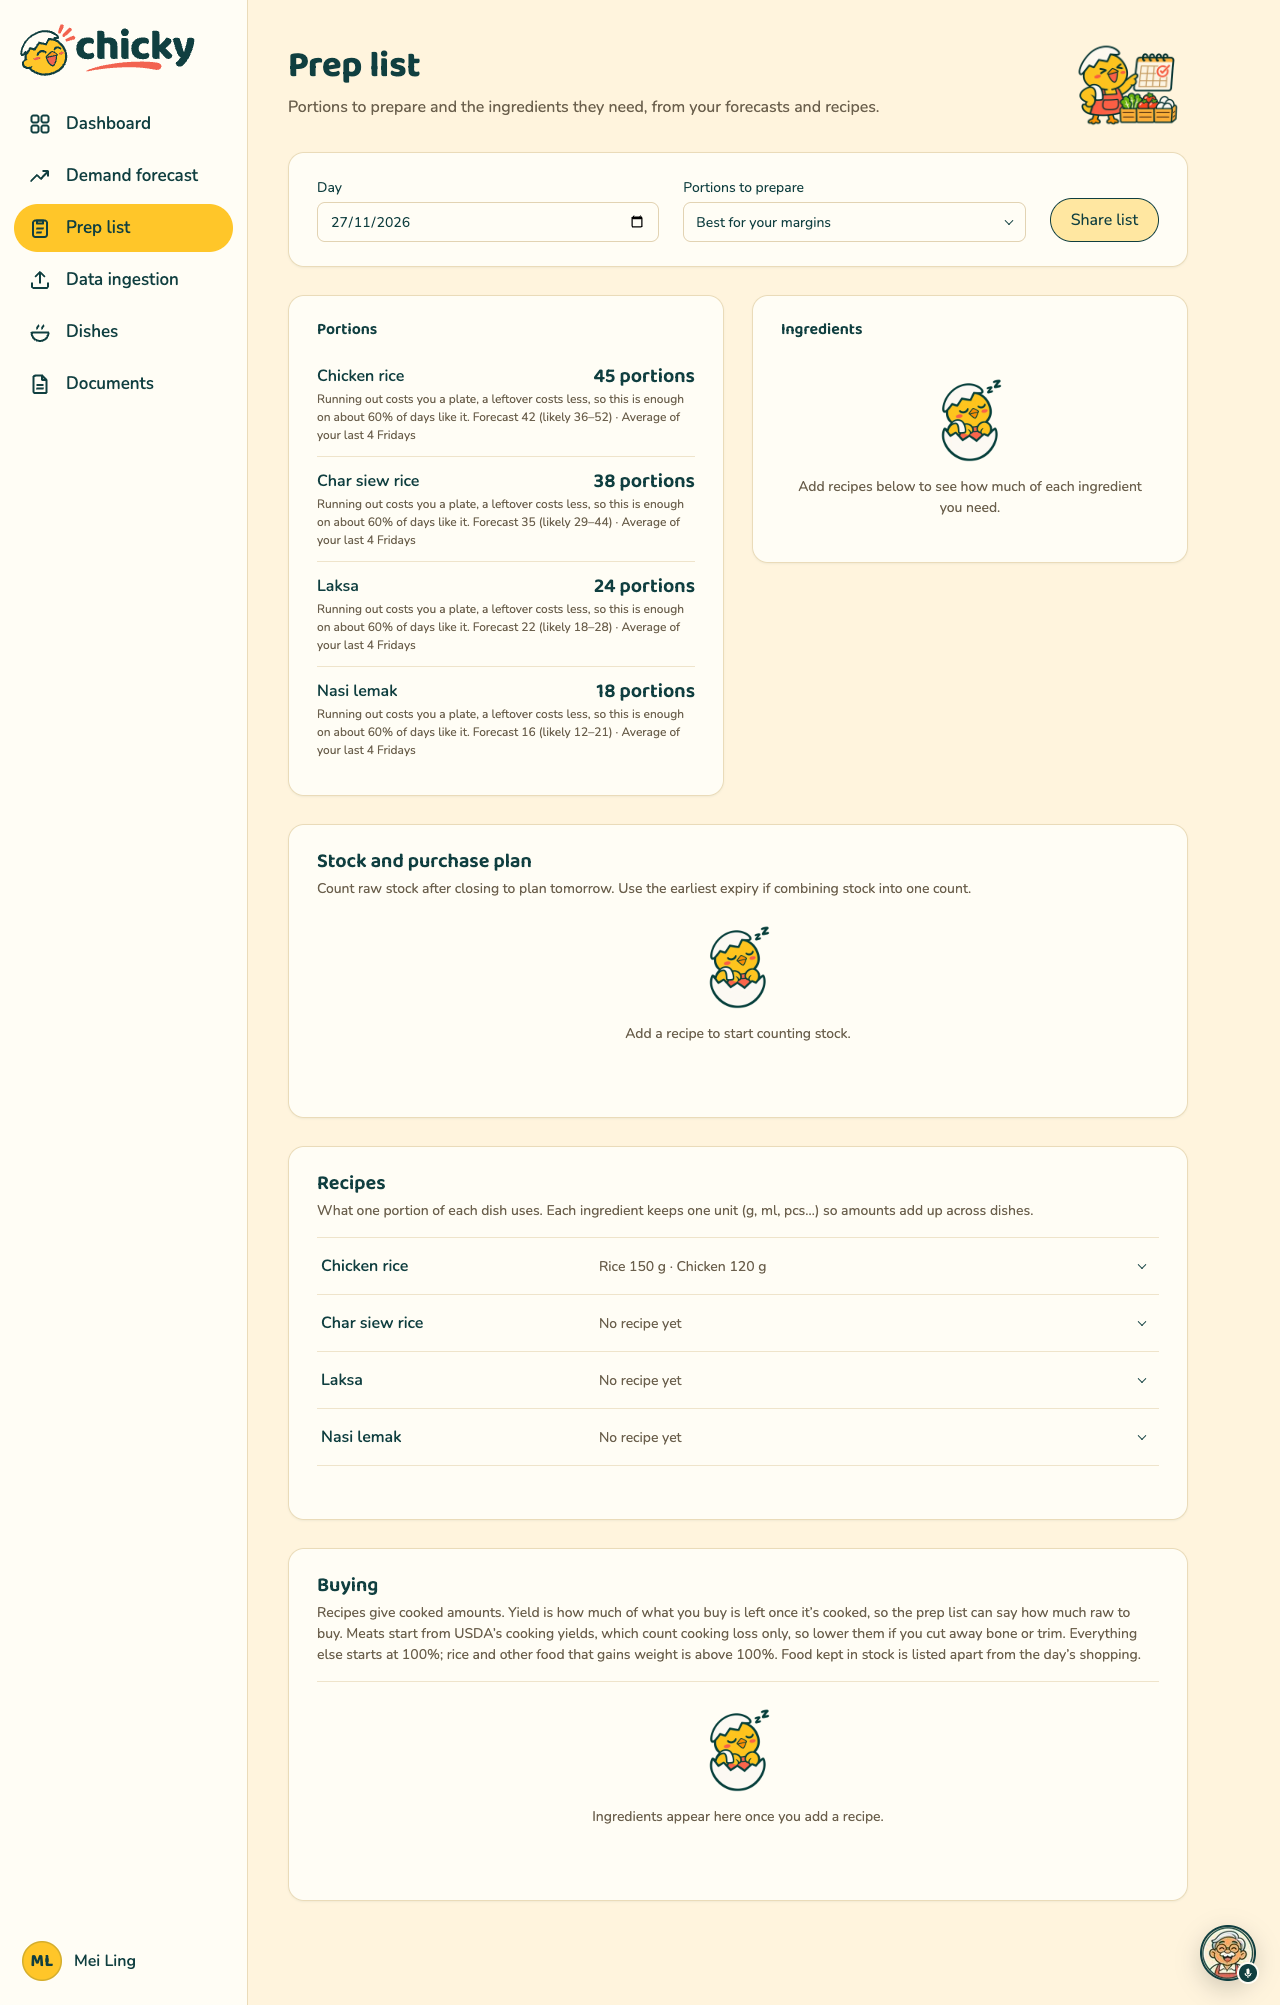 chicky
Dashboard
Demand forecast
Prep list
Data ingestion
Dishes
Documents
ML
Mei Ling
Prep list
Portions to prepare and the ingredients they need, from your forecasts and recipes.
Day
27/11/2026
Portions to prepare
Best for your margins
Share list
Portions
Chicken rice
45 portions
Running out costs you a plate, a leftover costs less, so this is enough
on about 60% of days like it. Forecast 42 (likely 36–52) · Average of
your last 4 Fridays
Char siew rice
38 portions
Running out costs you a plate, a leftover costs less, so this is enough
on about 60% of days like it. Forecast 35 (likely 29–44) · Average of
your last 4 Fridays
Laksa
24 portions
Running out costs you a plate, a leftover costs less, so this is enough
on about 60% of days like it. Forecast 22 (likely 18–28) · Average of
your last 4 Fridays
Nasi lemak
18 portions
Running out costs you a plate, a leftover costs less, so this is enough
on about 60% of days like it. Forecast 16 (likely 12–21) · Average of
your last 4 Fridays
Ingredients
z z
Add recipes below to see how much of each ingredient
you need.
Stock and purchase plan
Count raw stock after closing to plan tomorrow. Use the earliest expiry if combining stock into one count.
z z
Add a recipe to start counting stock.
Recipes
What one portion of each dish uses. Each ingredient keeps one unit (g, ml, pcs…) so amounts add up across dishes.
Chicken rice
Rice 150 g · Chicken 120 g
Char siew rice
No recipe yet
Laksa
No recipe yet
Nasi lemak
No recipe yet
Buying
Recipes give cooked amounts. Yield is how much of what you buy is left once it’s cooked, so the prep list can say how much raw to
buy. Meats start from USDA’s cooking yields, which count cooking loss only, so lower them if you cut away bone or trim. Everything
else starts at 100%; rice and other food that gains weight is above 100%. Food kept in stock is listed apart from the day’s shopping.
z z
Ingredients appear here once you add a recipe.